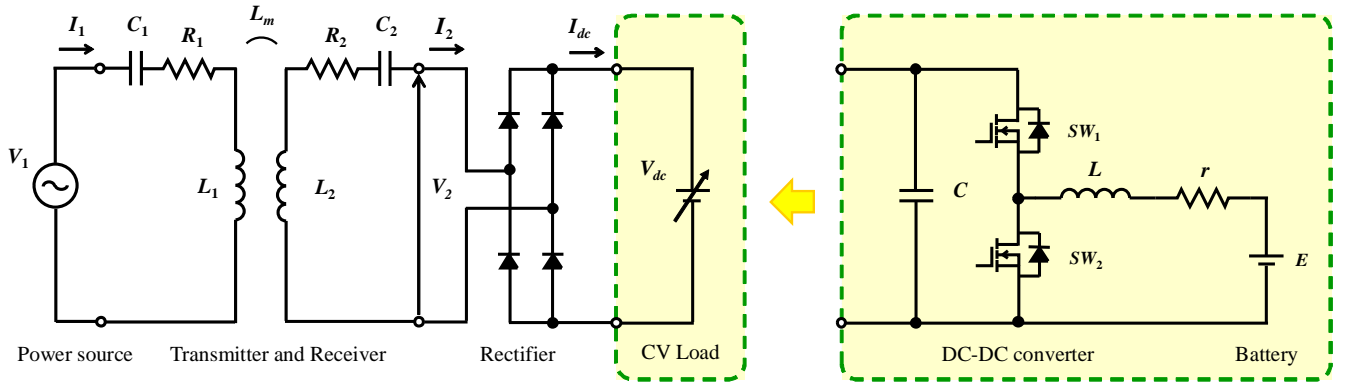 I1
C1
R1
Lm
R2
C2
I2
Idc
V1
L1
L2
V2
Vdc
C
SW1
L
r
SW2
E
Power source
Transmitter and Receiver
Rectifier
CV Load
DC-DC converter
Battery